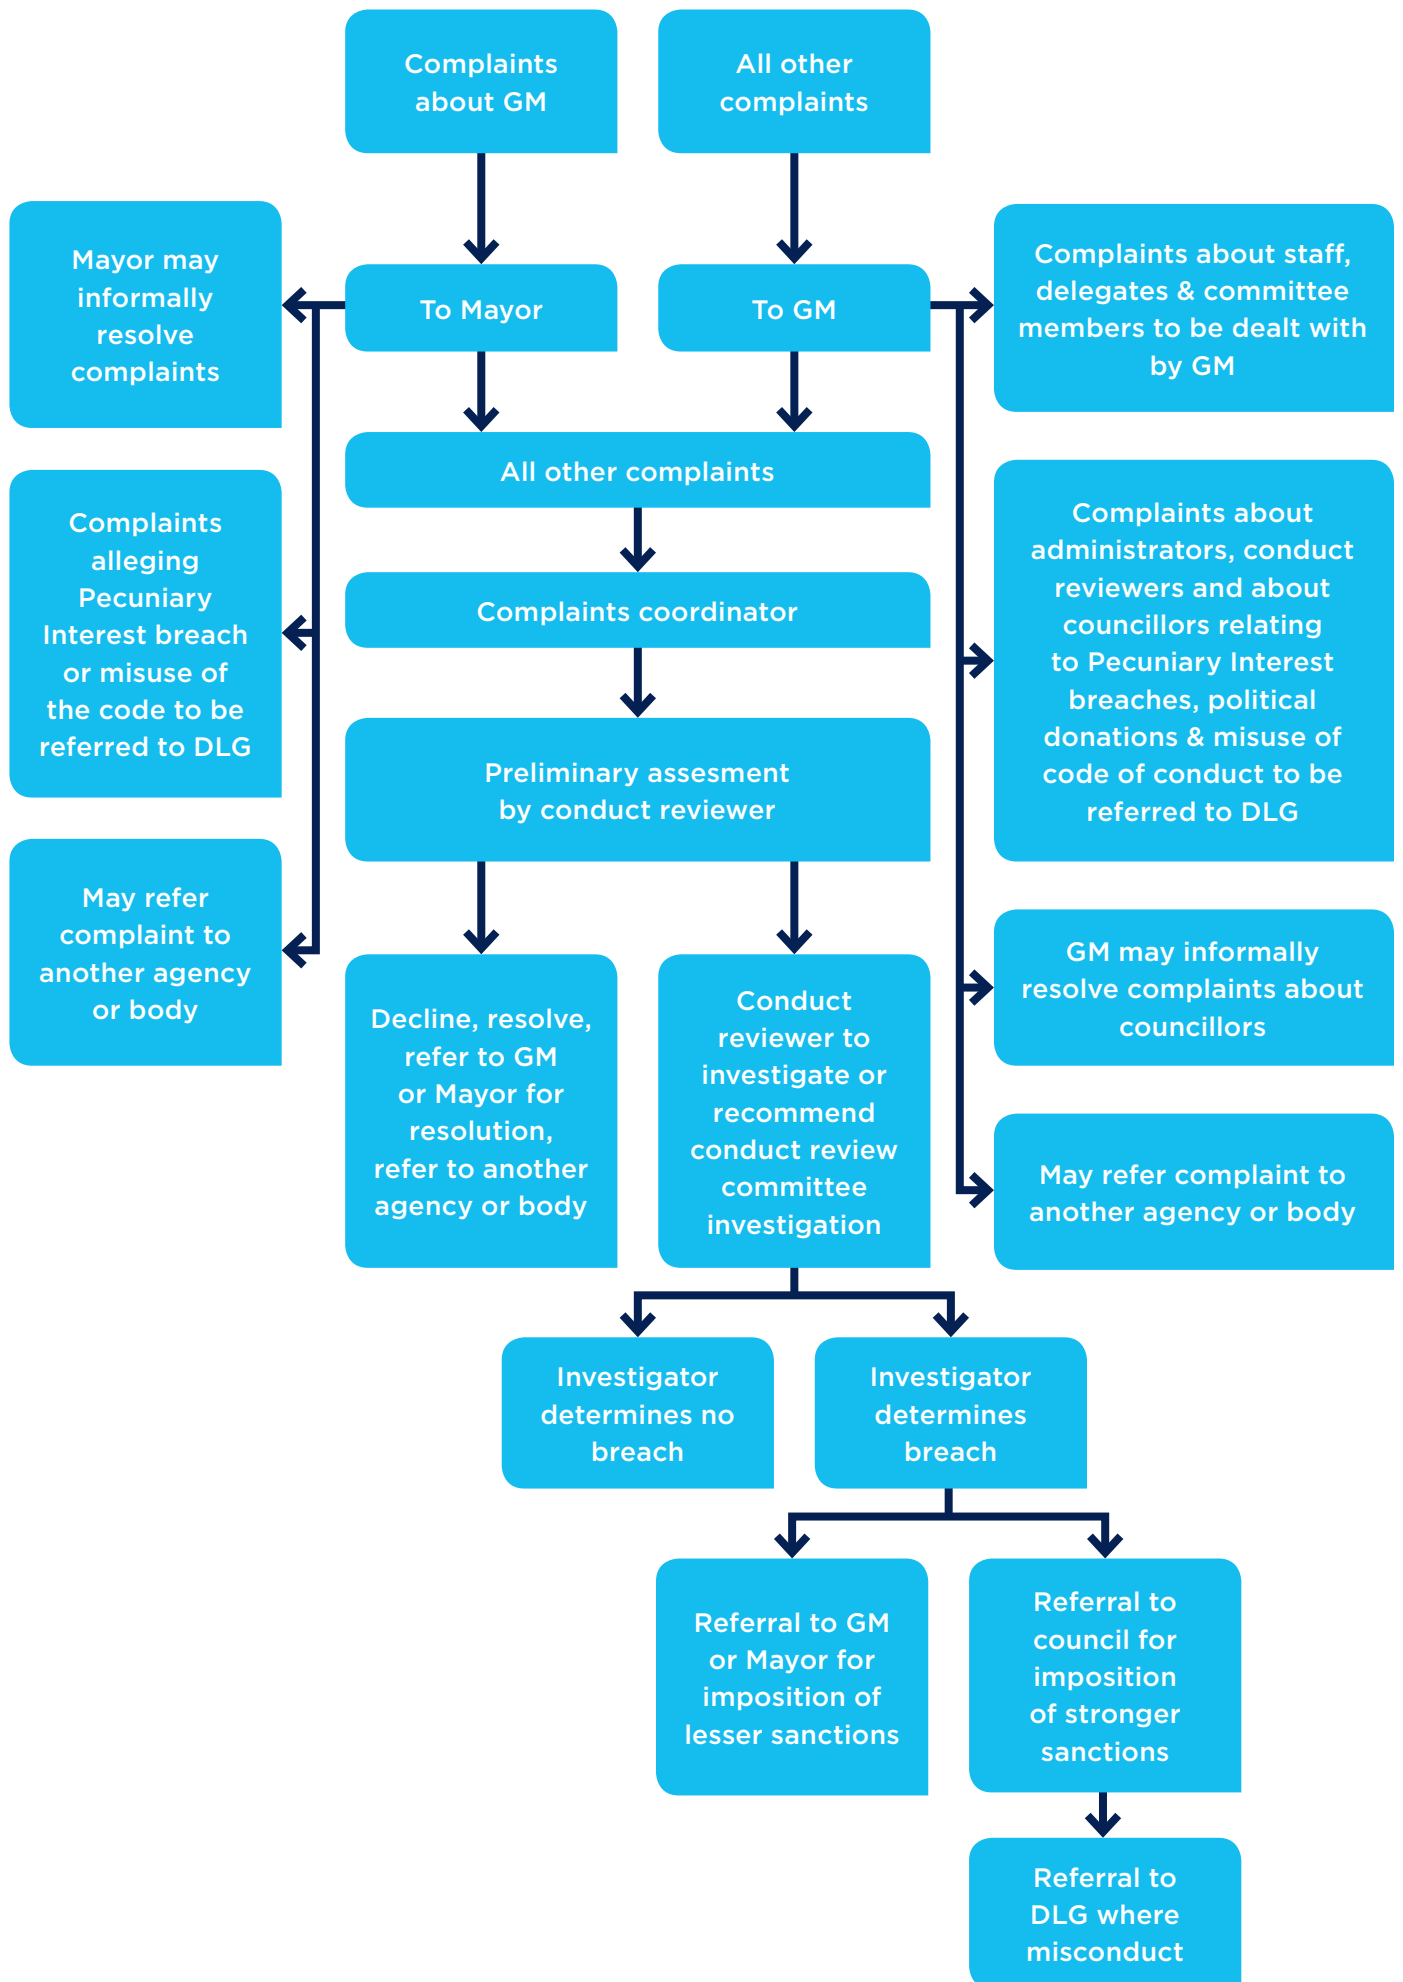 Complaints
about GM
All other
complaints
Mayor may
informally
resolve
complaints
To Mayor
To GM
Complaints about staff,
delegates & committee
members to be dealt with
by GM
All other complaints
Complaints
alleging
Pecuniary
Interest breach
or misuse of
the code to be
referred to DLG
Complaints about
administrators, conduct
reviewers and about
councillors relating
to Pecuniary Interest
breaches, political
donations & misuse of
code of conduct to be
referred to DLG
Complaints coordinator
Preliminary assesment
by conduct reviewer
May refer
complaint to
another agency
or body
GM may informally
resolve complaints about
councillors
Decline, resolve,
refer to GM
or Mayor for
resolution,
refer to another
agency or body
Conduct
reviewer to
investigate or
recommend
conduct review
committee
investigation
May refer complaint to
another agency or body
Investigator
determines no
breach
Investigator
determines
breach
Referral to GM
or Mayor for
imposition of
lesser sanctions
Referral to
council for
imposition
of stronger
sanctions
Referral to
DLG where
misconduct